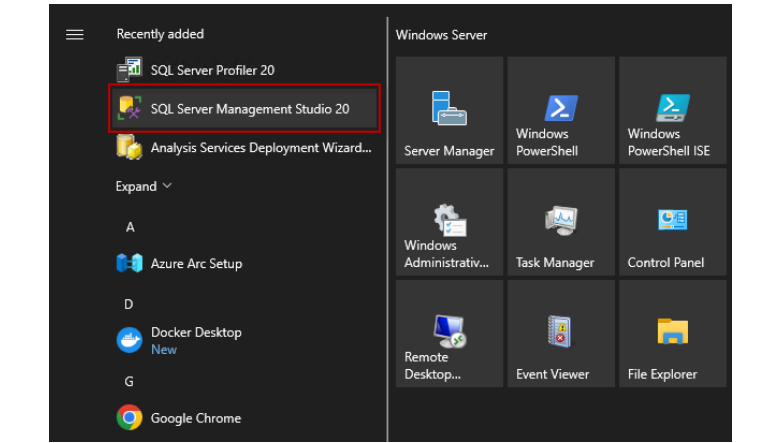 Recently added
SQL Server Profiler 20
SQL Server Management Studio 20
Analysis Services Deployment Wizard...
Expand
A
Azure Arc Setup
D
Docker Desktop
New
G
Google Chrome
Windows Server
Server Manager
Windows
PowerShell
Windows
PowerShell ISE
Windows
Administrativ...
Task Manager
Control Panel
Remote
Desktop...
Event Viewer
File Explorer